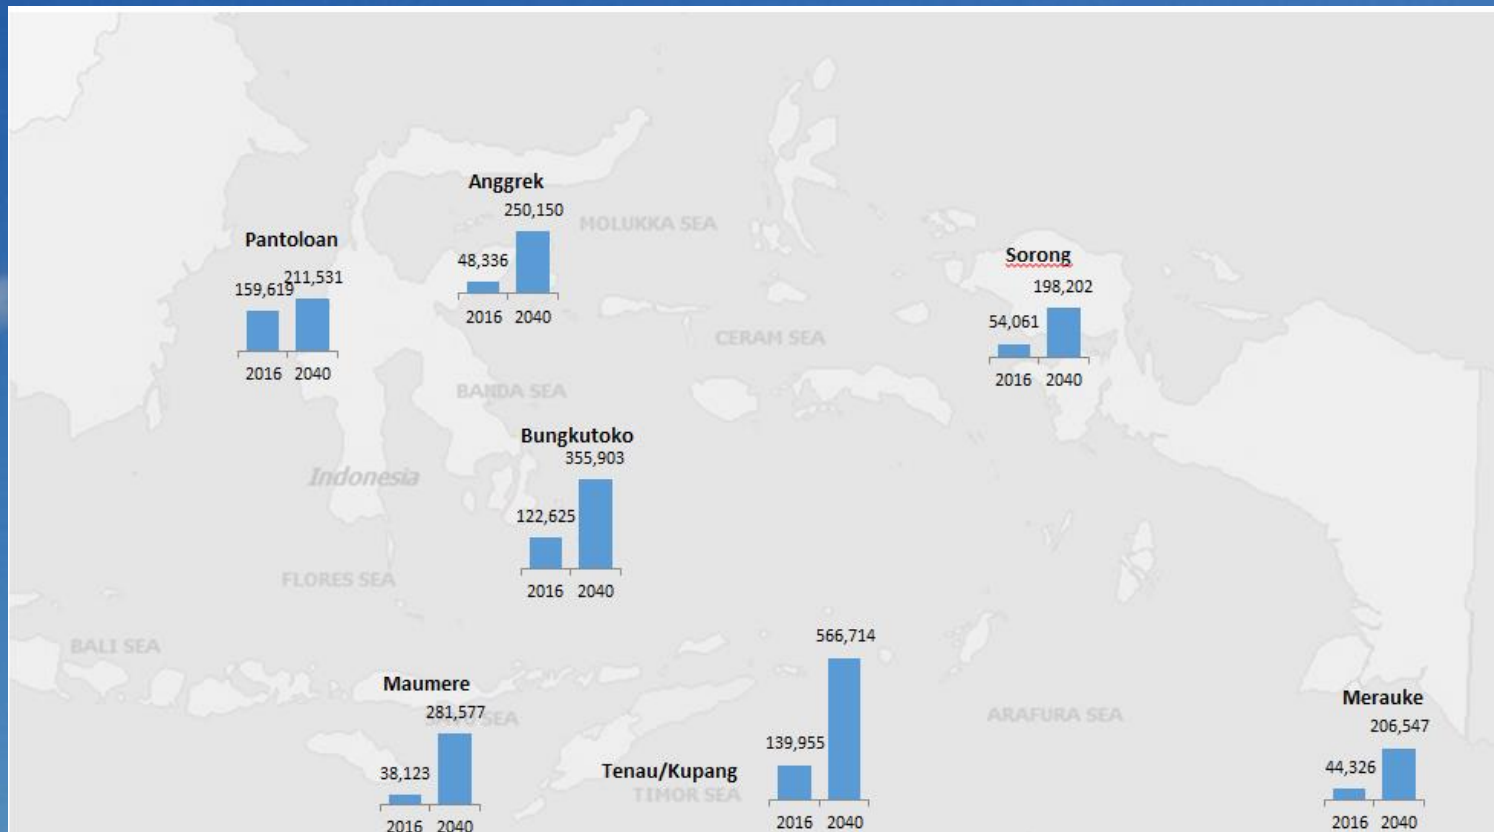 Anggrek
250,150
48,336
2016 2040
MOLUKKA SEA
Pantoloan
159,619 211,531
2016 2040
Sorong
198,202
54,061
2016 2040
CERAM SEA
BANDA SEA
Bungkutoko
355,903
122,625
2016 2040
Indonesia
FLORES SEA
BALI SEA
Maumere
281,577
SAVU SEA
38,123
2016 2040
566,714
139,955
Tenau/Kupang
TIMOR SEA
2016 2040
ARAFURA SEA
Merauke
206,547
44,326
2016 2040